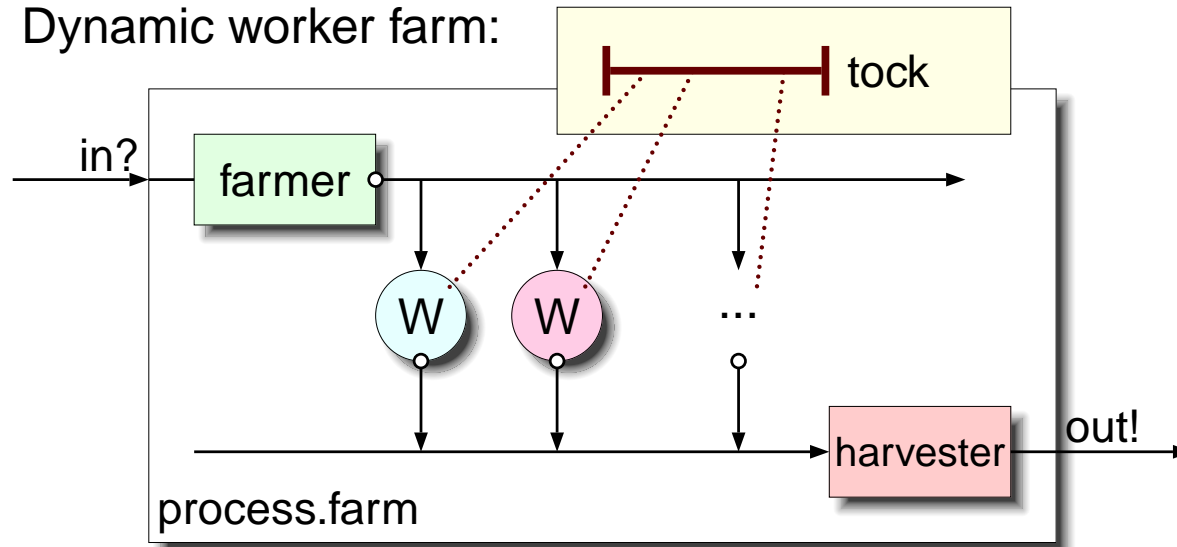 Dynamic worker farm:
tock
in?
farmer
W
W
...
harvester
out!
process.farm